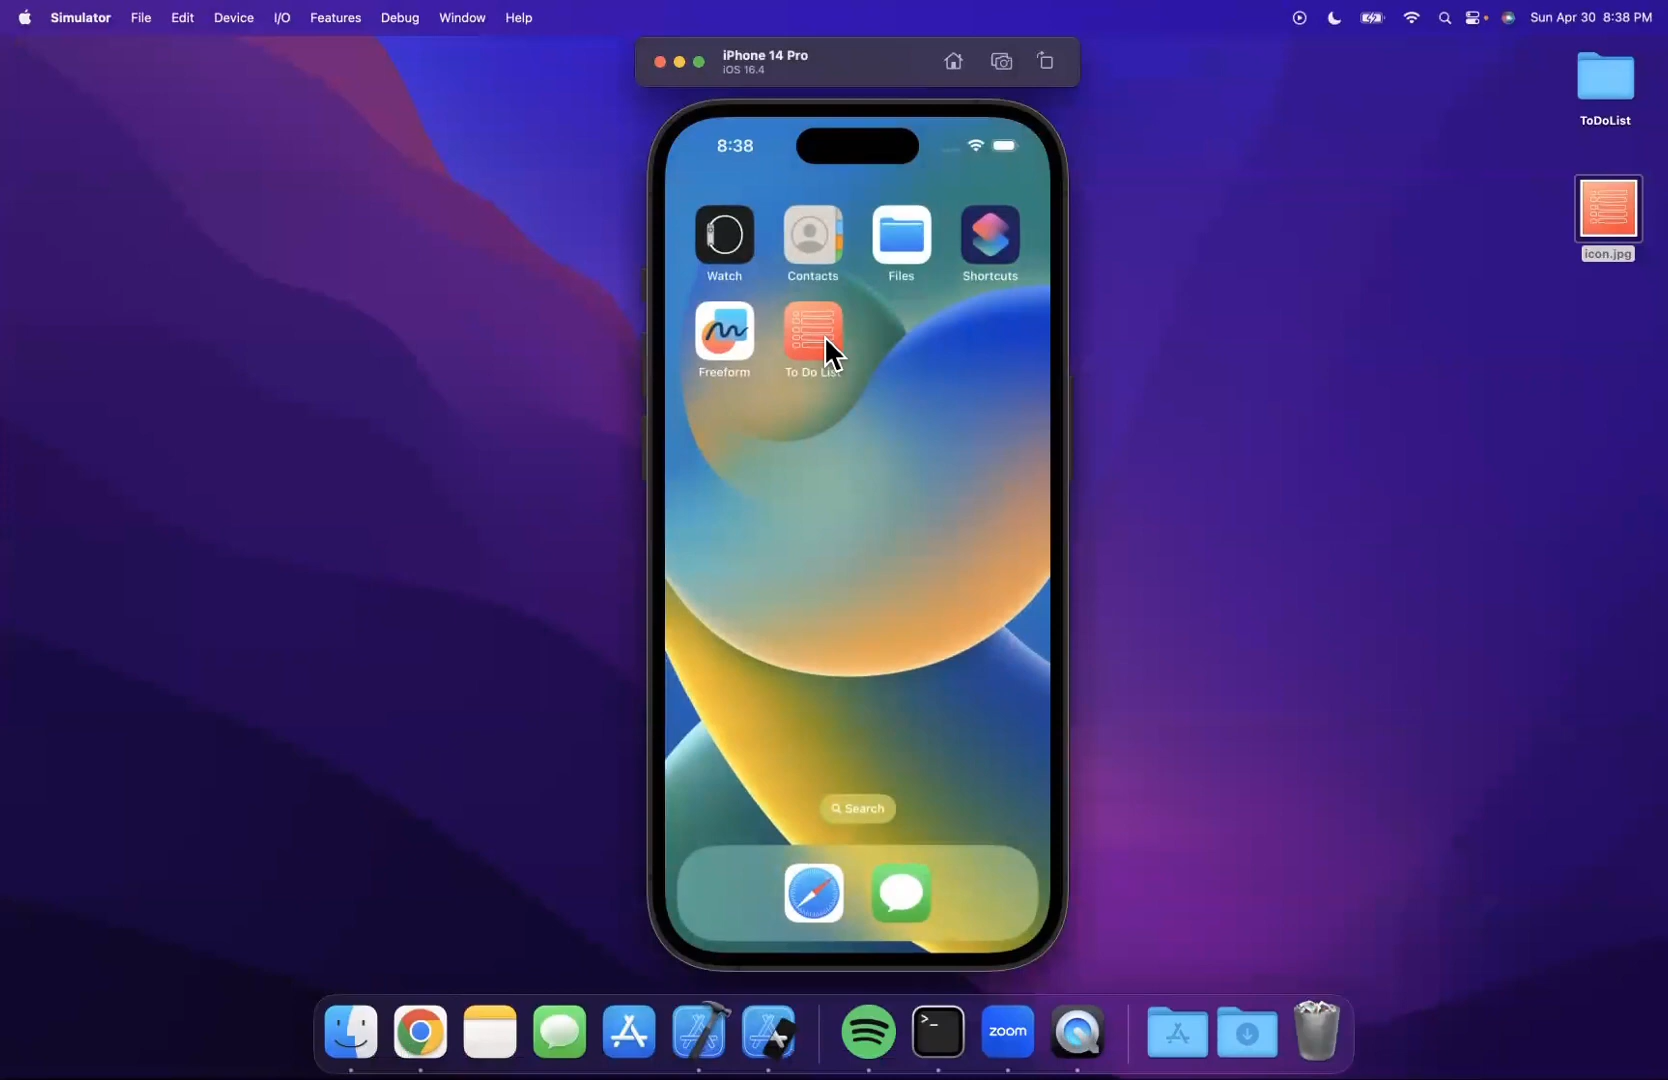 Simulator File Edit Device I/O Features Debug Window Help Sun Apr 30 8:38 PM
iPhone 14 Pro
iOS 16.4
ToDoList
icon.jpg
8:38
Watch Contacts Files Shortcuts
Freeform To Do List
Search
>_
zoom